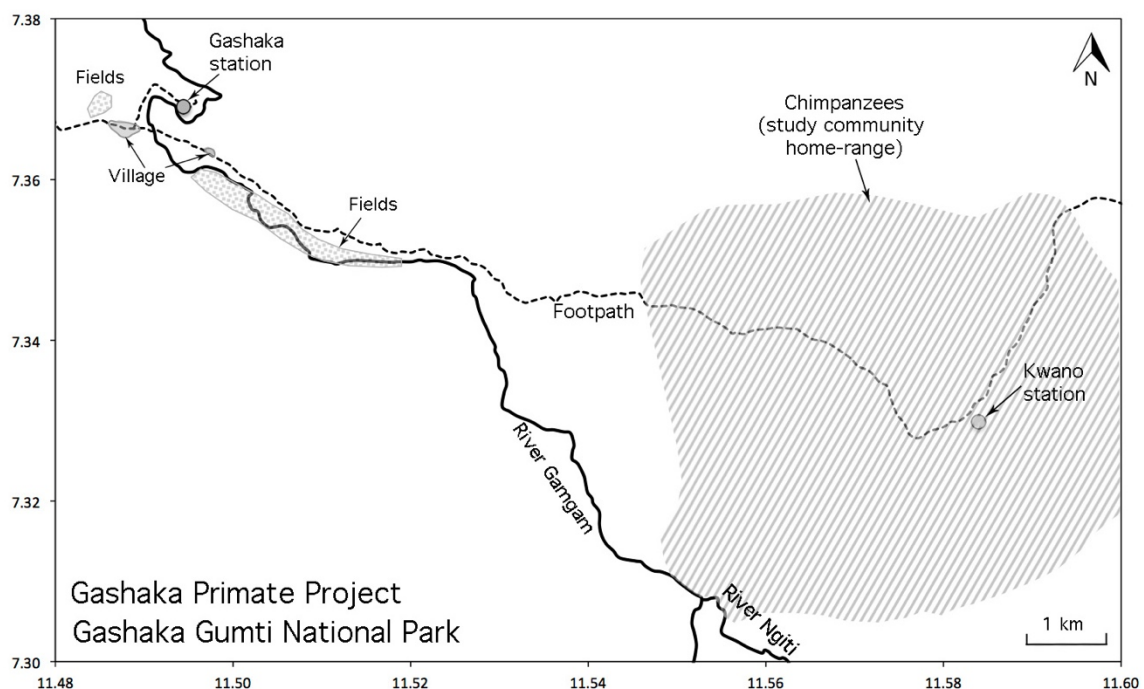 7.38
7.36
7.34
7.32
7.30
11.48
11.50
11.52
11.54
11.56
11.58
11.60
Gashaka
station
Fields
Village
Fields
Chimpanzees
(study community
home-range)
N
Footpath
Kwano
station
River Gamgam
River Ngiti
Gashaka Primate Project
Gashaka Gumti National Park
1 km